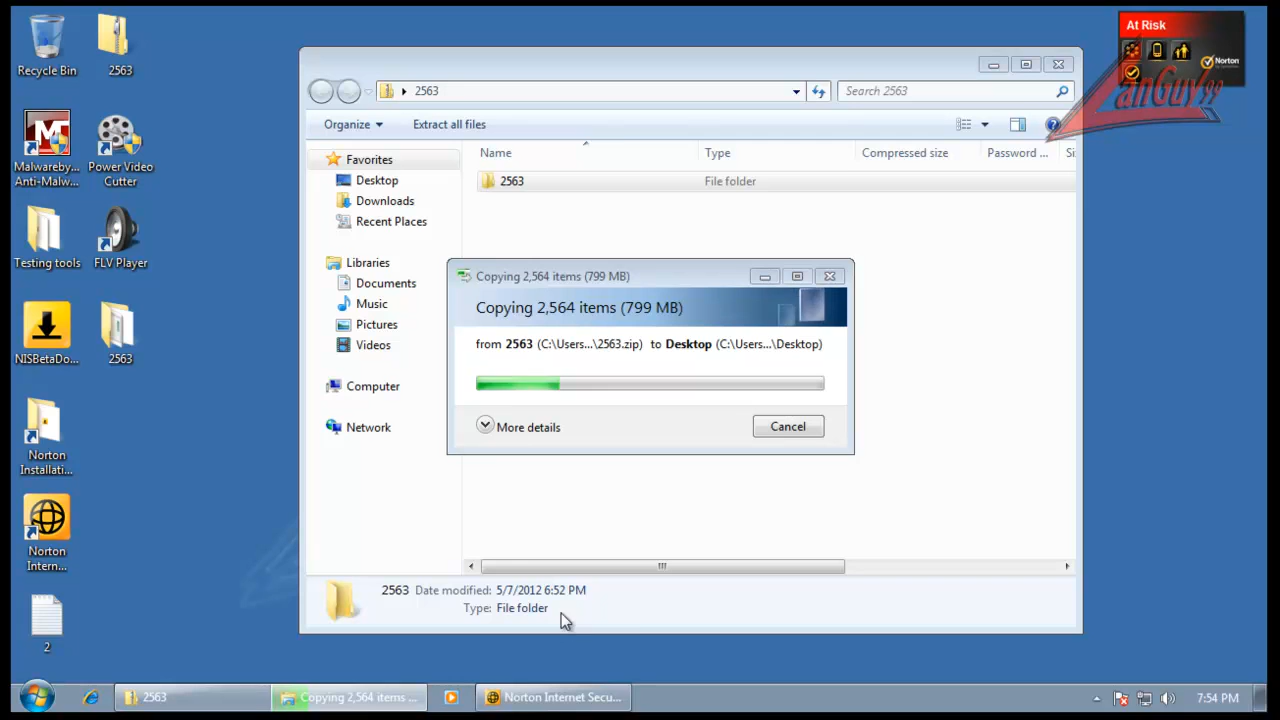 Recycle Bin
2563
Malwareby...
Anti-Malw...
Power Video
Cutter
Testing tools
FLV Player
NISBetaDo...
2563
Norton
Installati...
Norton
Intern...
2
At Risk
Norton
by Symantec
anGuy99
2563
Search 2563
Organize
Extract all files
Name
Type
Compressed size
Password ...
Si
Favorites
Desktop
Downloads
Recent Places
Libraries
Documents
Music
Pictures
Videos
Computer
Network
2563
File folder
Copying 2,564 items (799 MB)
Copying 2,564 items (799 MB)
from 2563 (C:\Users...\2563.zip) to Desktop (C:\Users...\Desktop)
More details
Cancel
2563 Date modified: 5/7/2012 6:52 PM
Type: File folder
2563
Copying 2,564 items ...
Norton Internet Secu...
7:54 PM